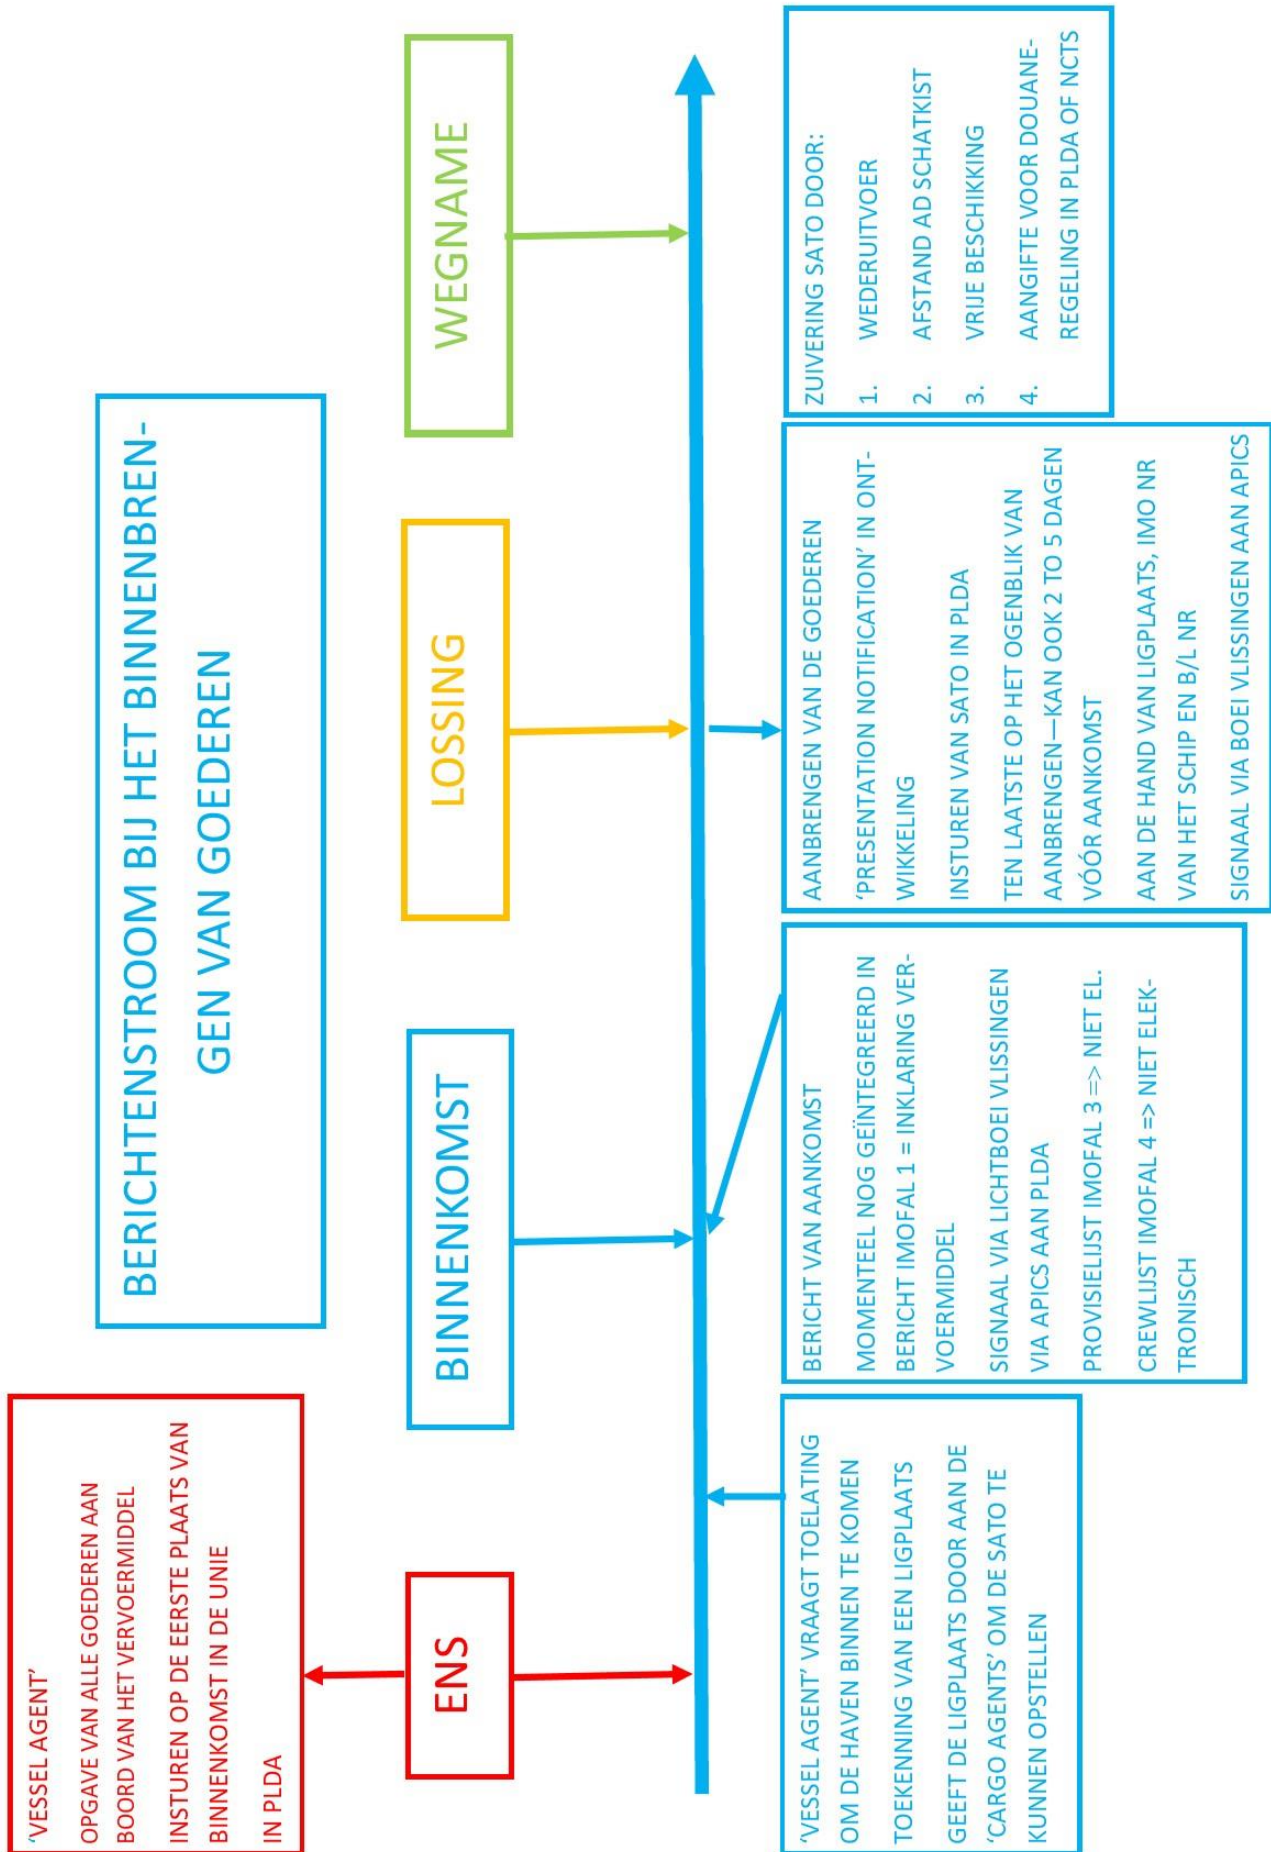 BERICHTENSTROOM BIJ HET BINNENBREN-
GEN VAN GOEDEREN
'VESSEL AGENT'
OPGAVE VAN ALLE GOEDEREN AAN
BOORD VAN HET VERVOERMIDDEL
INSTUREN OP DE EERSTE PLAATS VAN
BINNENKOMST IN DE UNIE
IN PLDA
ENS
BINNENKOMST
LOSSING
WEGNAME
'VESSEL AGENT' VRAAGT TOELATING
OM DE HAVEN BINNEN TE KOMEN
TOEKENNING VAN EEN LIGPLAATS
GEEFT DE LIGPLAATS DOOR AAN DE
'CARGO AGENTS' OM DE SATO TE
KUNNEN OPSTELLEN
BERICHT VAN AANKOMST
MOMENTEEL NOG GEÏNTEGREERD IN
BERICHT IMOFAL 1 = INKLARING VER-
VOERMIDDEL
SIGNAAL VIA LICHTBOEI VLISSINGEN
VIA APICS AAN PLDA
PROVISIELIJST IMOFAL 3 => NIET EL.
CREWLIJST IMOFAL 4 => NIET ELEK-
TRONISCH
AANBRENGEN VAN DE GOEDEREN
'PRESENTATION NOTIFICATION' IN ONT-
WIKKELING
INSTUREN VAN SATO IN PLDA
TEN LAATSTE OP HET OGENBLIK VAN
AANBRENGEN—KAN OOK 2 TO 5 DAGEN
VÓÓR AANKOMST
AAN DE HAND VAN LIGPLAATS, IMO NR
VAN HET SCHIP EN B/L NR
SIGNAAL VIA BOEI VLISSINGEN AAN APICS
ZUIVERING SATO DOOR:
1. WEDERUITVOER
2. AFSTAND AD SCHATKIST
3. VRIJE BESCHIKKING
4. AANGIFTE VOOR DOUANE-
REGELING IN PLDA OF NCTS